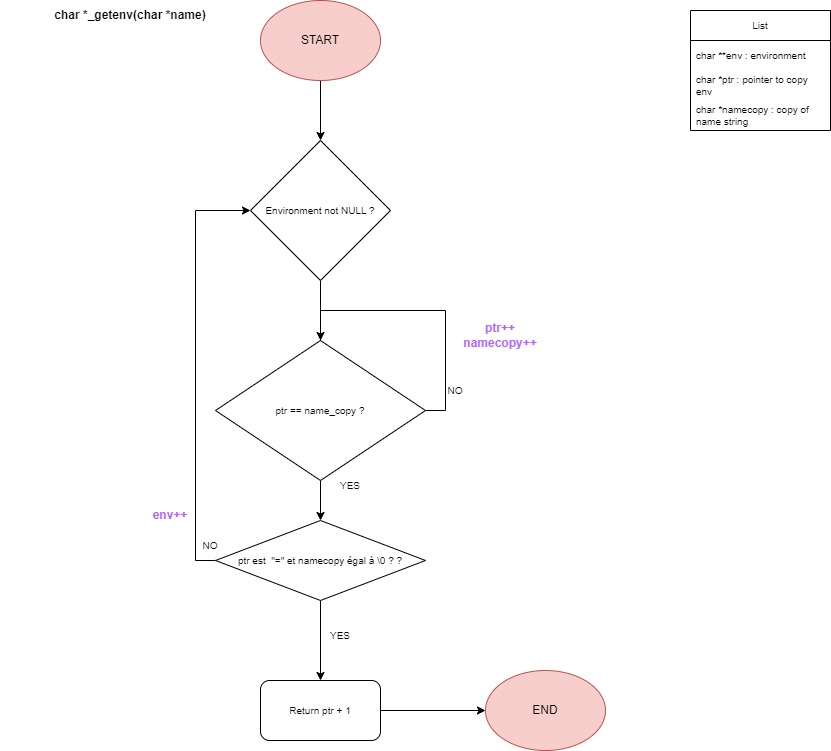 char *_getenv(char *name)
START
List
char **env : environment
char *ptr : pointer to copy
env
char *namecopy : copy of
name string
Environment not NULL ?
ptr++
namecopy++
NO
ptr == name_copy ?
YES
env++
NO
ptr est "=" et namecopy égal à \0 ? ?
YES
Return ptr + 1
END